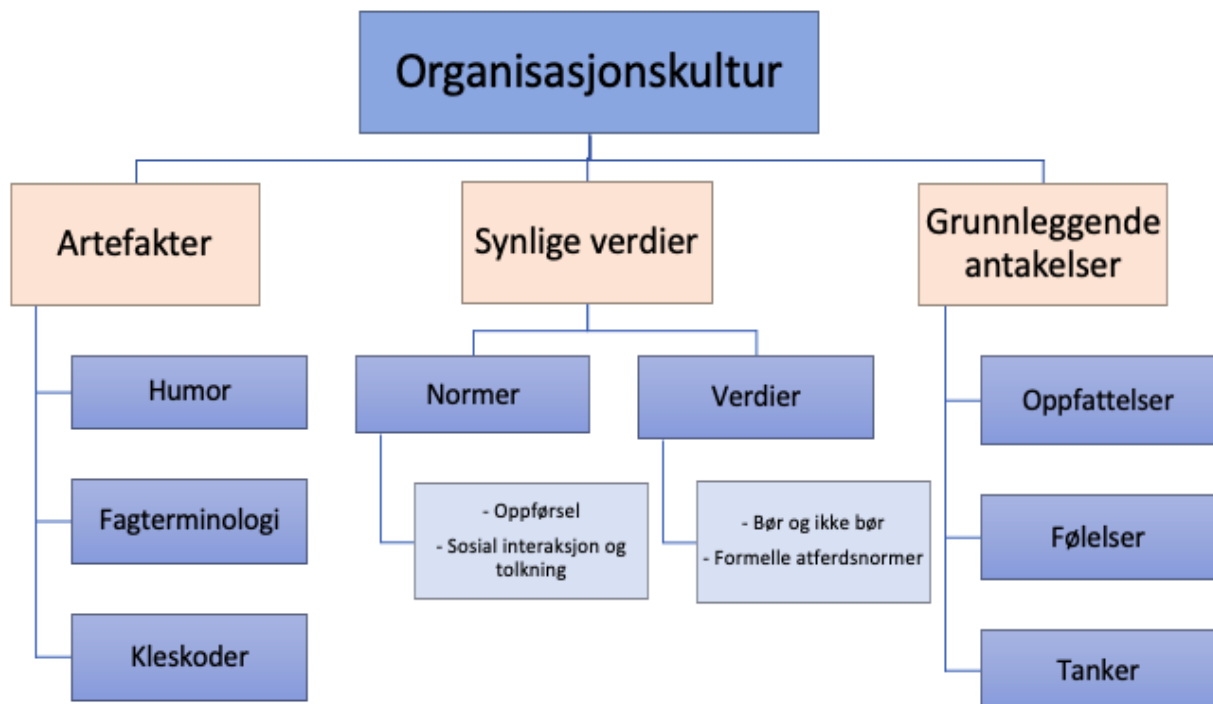 Organisasjonskultur
Artefakter
Synlige verdier
Grunnleggende
antakelser
Humor
Fagterminologi
Kleskoder
Normer
Verdier
- Oppførsel
- Sosial interaksjon og
tolkning
- Bør og ikke bør
- Formelle atferdsnormer
Oppfattelser
Følelser
Tanker